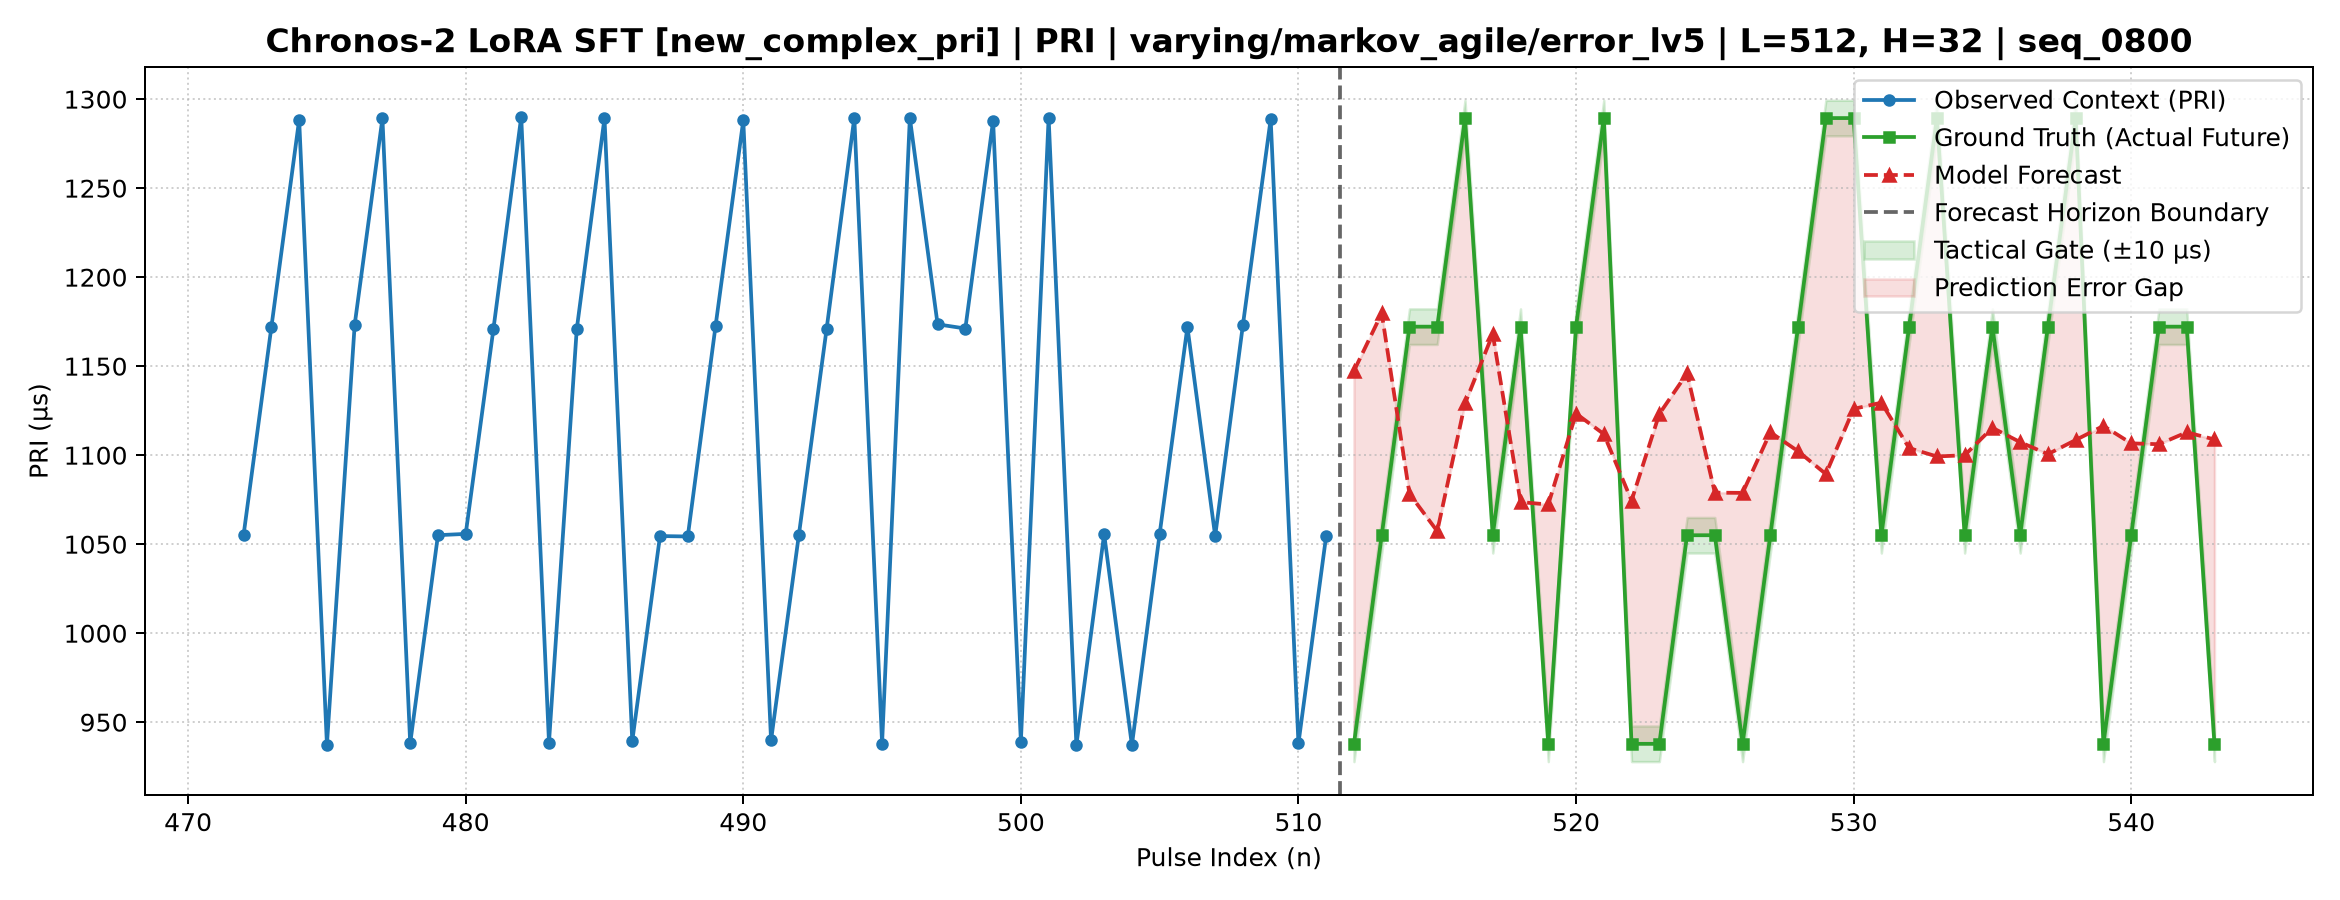 Chronos-2 LoRA SFT [new_complex_pri] | PRI | varying/markov_agile/error_lv5 | L=512, H=32 | seq_0800
1300
1250
1200
1150
1100
1050
1000
950
PRI (µs)
Observed Context (PRI)
Ground Truth (Actual Future)
Model Forecast
Forecast Horizon Boundary
Tactical Gate (±10 µs)
Prediction Error Gap
470
480
490
500
510
520
530
540
Pulse Index (n)